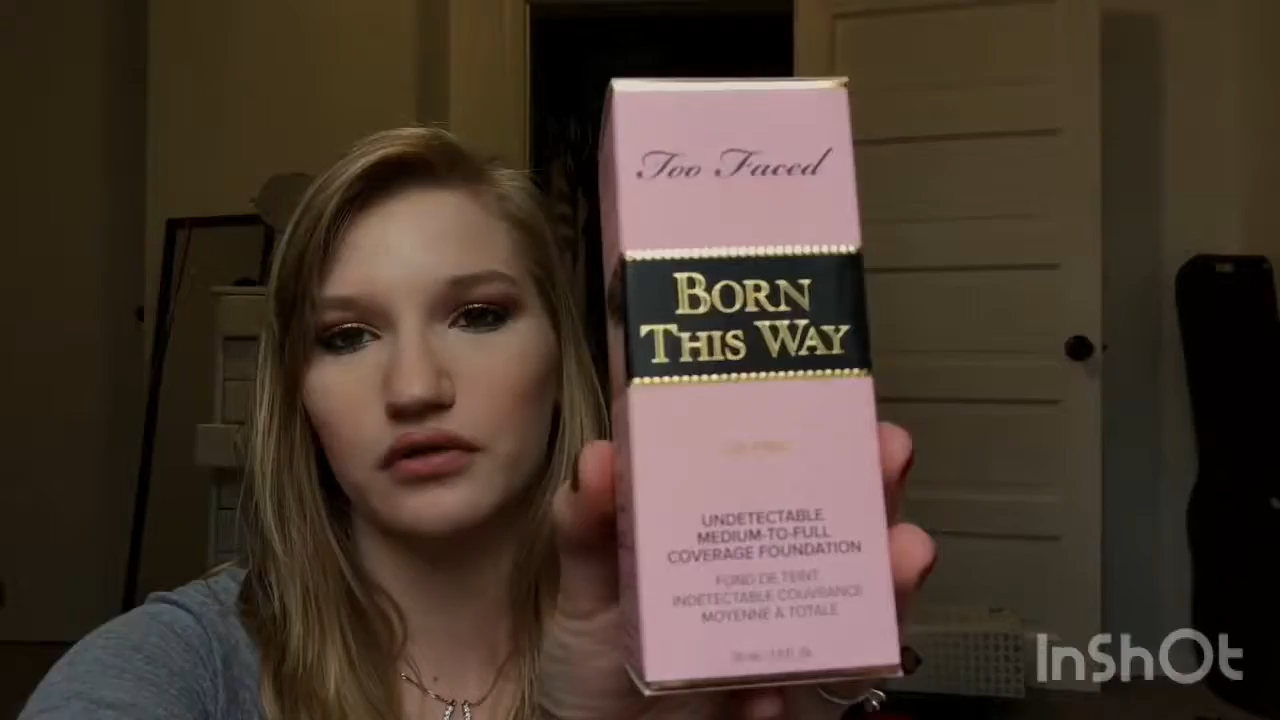 Too Faced
BORN
THIS WAY
UNDETECTABLE
MEDIUM-TO-FULL
COVERAGE FOUNDATION
FOND DE TEINT
INDÉTECTABLE COUVRANCE
MOYENNE À TOTALE
InShOt